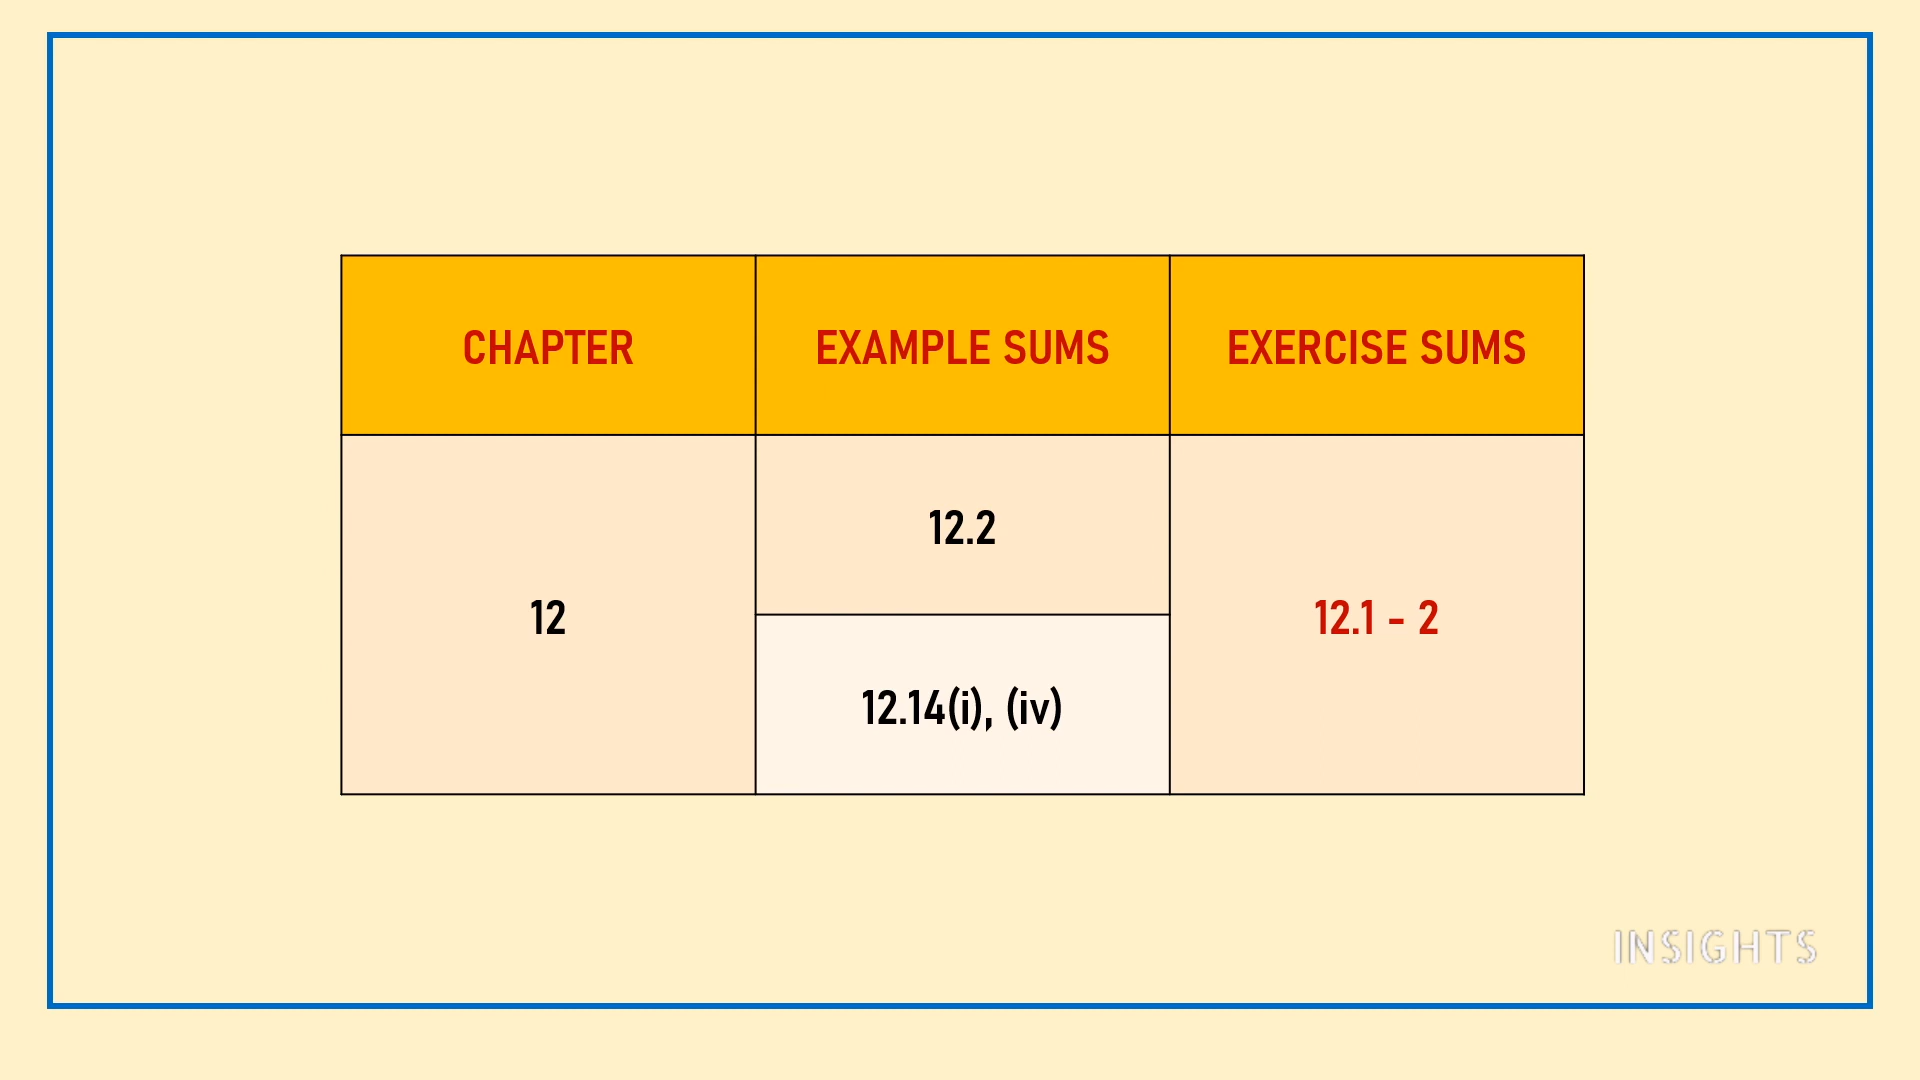 CHAPTER EXAMPLE SUMS EXERCISE SUMS
12 12.2 12.1 - 2
12.14(i), (iv)
INSIGHTS